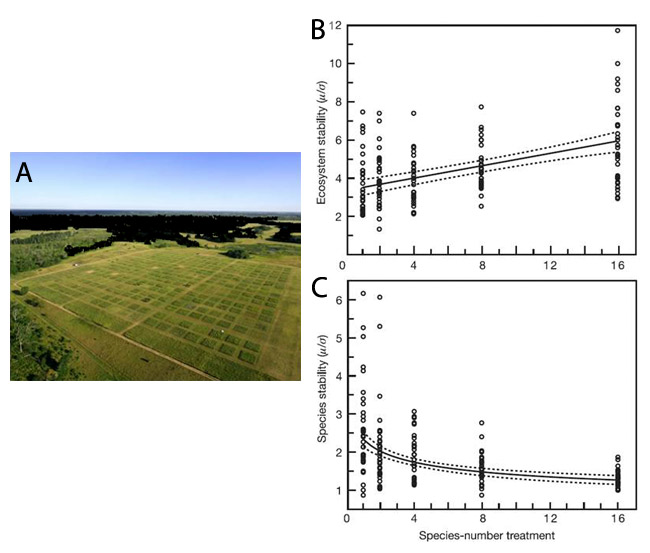 A
B
Ecosystem stability (μ/σ)
12
10
8
6
4
2
0 4 8 12 16
C
Species stability (μ/σ)
6
5
4
3
2
1
0 4 8 12 16
Species-number treatment